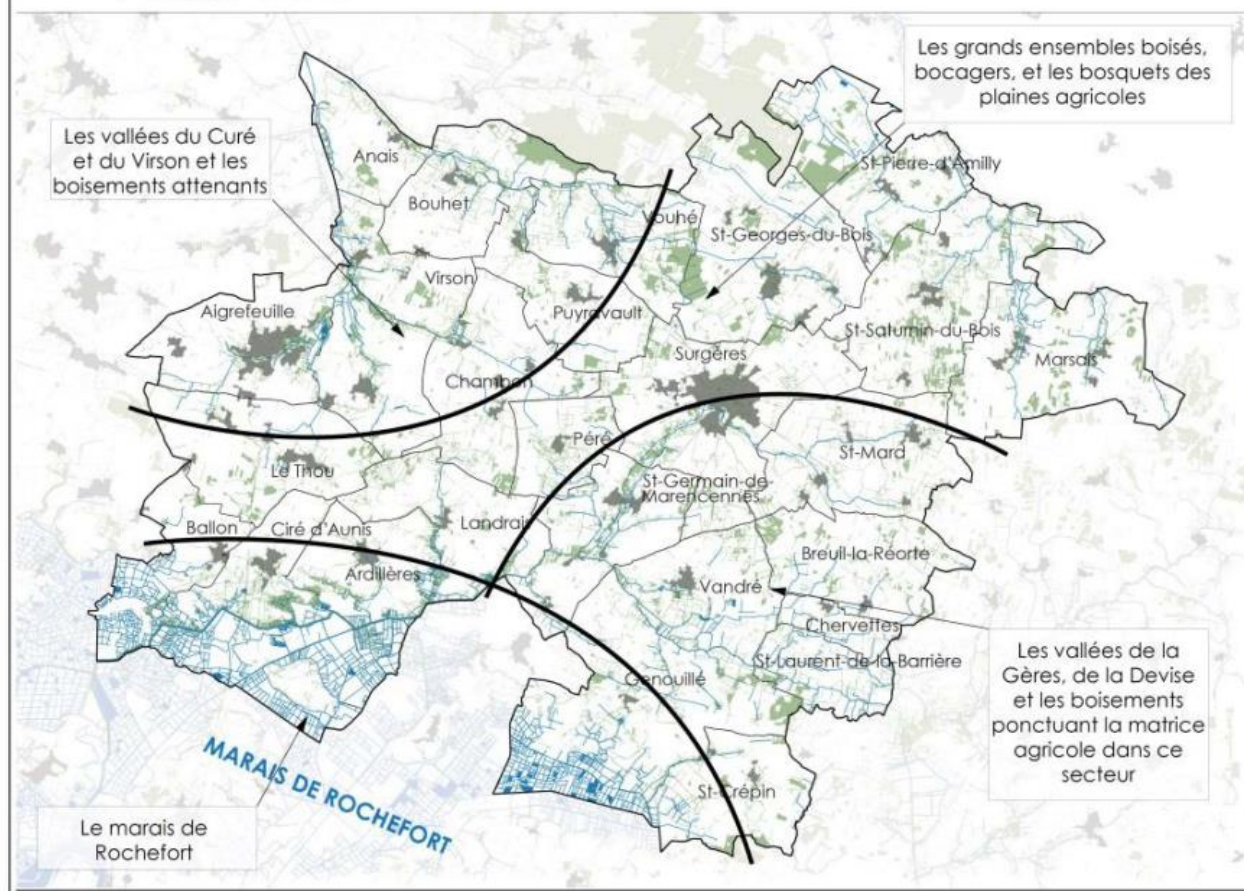 Les grands ensembles boisés,
bocagers, et les bosquets des
plaines agricoles
Les vallées du Curé
et du Virson et les
boisements attenants
Anais
St-Pierre-d'Amilly
Bouhet
Vouhé
St-Georges-du-Bois
Virson
Aigrefeuille
Puyravault
St-Saturnin-du-Bois
Surgères
Marsais
Chambon
Péré
St-Mard
Le Thou
St-Germain-de-
Marencennes
Ballon
Ciré d'Aunis
Landrais
Breuil-la-Réorte
Ardillères
Vandré
Chervettes
St-Laurent-de-la-Barrière
Genouillé
Les vallées de la
Gères, de la Devise
et les boisements
ponctuant la matrice
agricole dans ce
secteur
MARAIS DE ROCHEFORT
St-Crépin
Le marais de
Rochefort